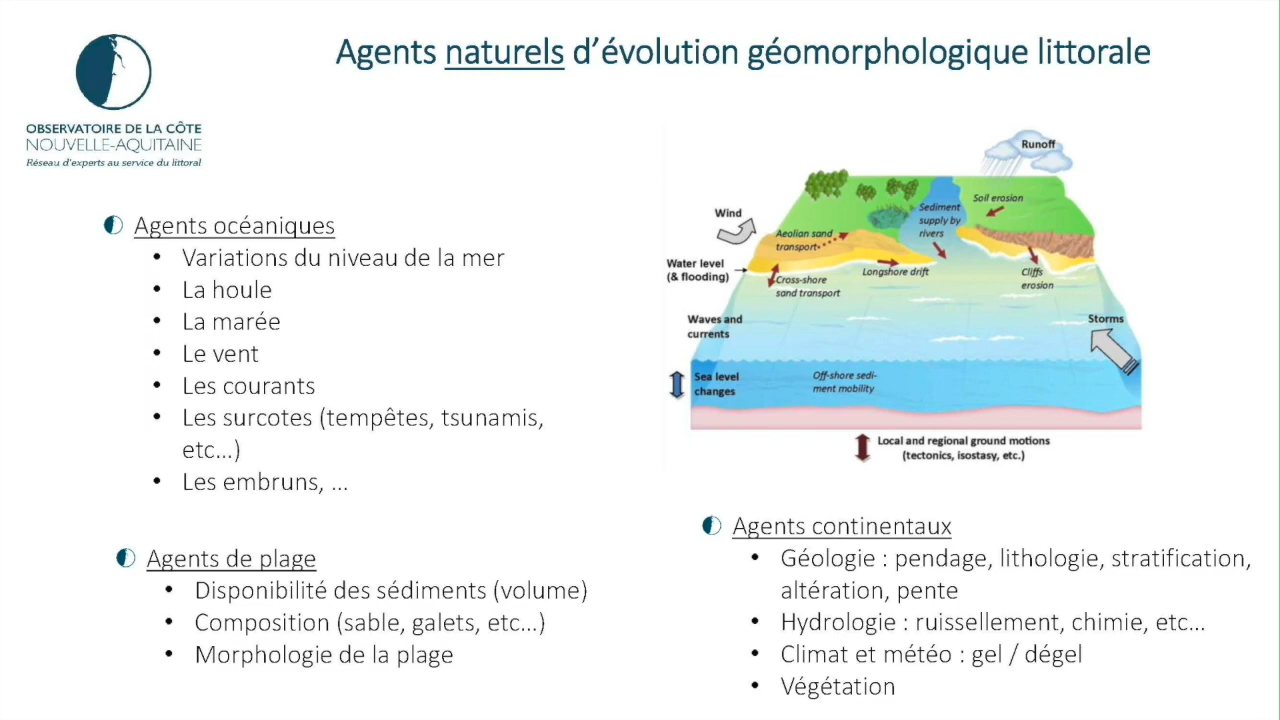 Agents naturels d’évolution géomorphologique littorale
OBSERVATOIRE DE LA CÔTE
NOUVELLE-AQUITAINE
Réseau d'experts au service du littoral
Agents océaniques
• Variations du niveau de la mer
• La houle
• La marée
• Le vent
• Les courants
• Les surcotes (tempêtes, tsunamis,
etc...)
• Les embruns, ...
Agents de plage
• Disponibilité des sédiments (volume)
• Composition (sable, galets, etc...)
• Morphologie de la plage
Runoff
Soil erosion
Sediment
supply by
rivers
Wind
Aeolian sand
transport
Water level
(& flooding)
Longshore drift
Cliffs
erosion
Cross-shore
sand transport
Waves and
currents
Storms
Sea level
changes
Off-shore sedi-
ment mobility
Local and regional ground motions
(tectonics, isostasy, etc.)
Agents continentaux
• Géologie : pendage, lithologie, stratification,
altération, pente
• Hydrologie : ruissellement, chimie, etc...
• Climat et météo : gel / dégel
• Végétation